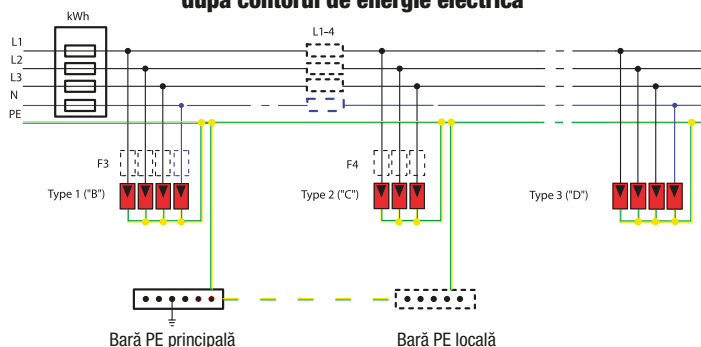 după contorul de energie electrică
kWh
L1-4
L1
L2
L3
N
PE
F3
F4
Type 1 ("B")
Type 2 ("C")
Type 3 ("D")
Bară PE principală
Bară PE locală